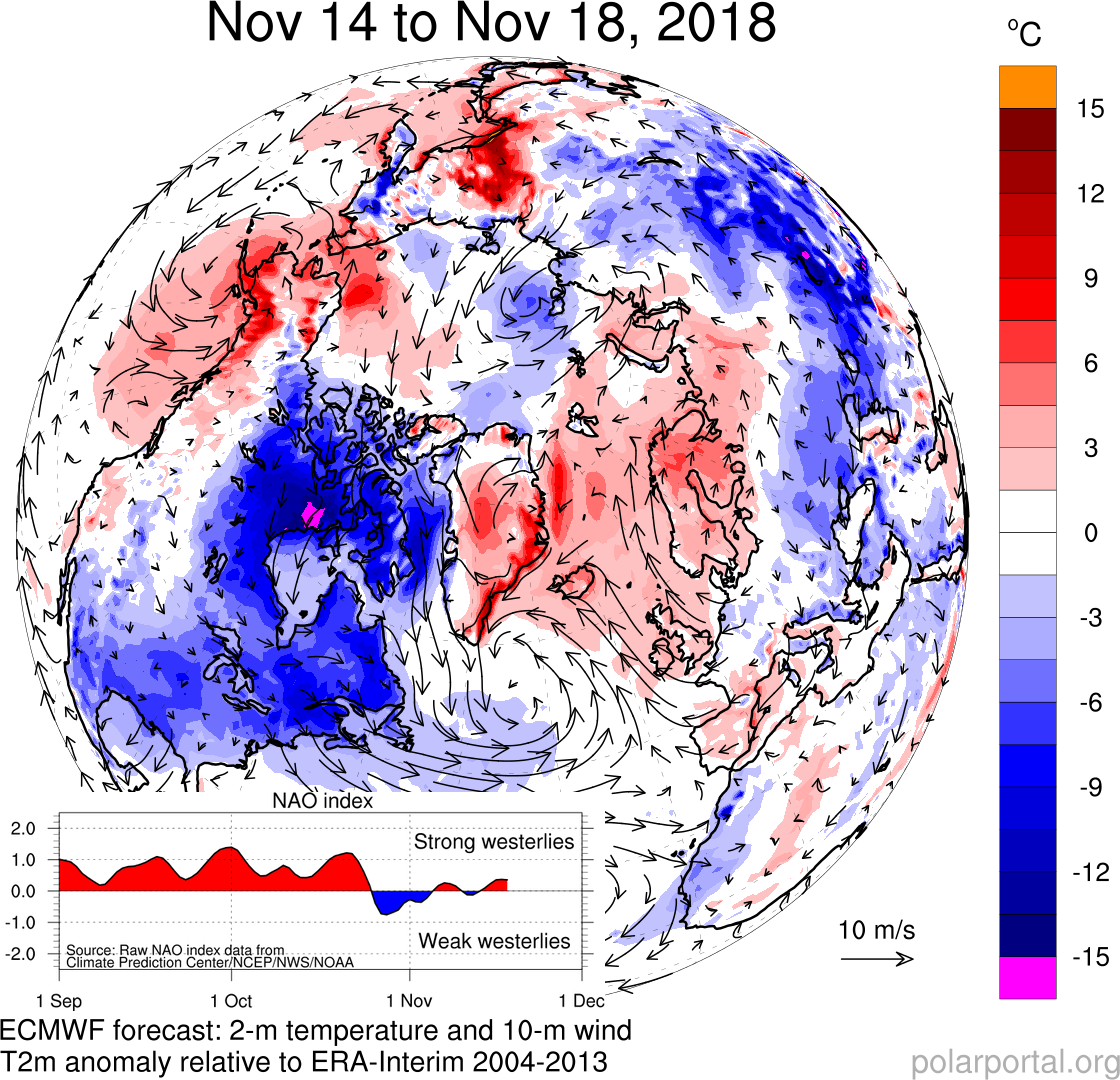 Nov 14 to Nov 18, 2018
°C
15
12
9
6
3
0
-3
-6
-9
-12
-15
10 m/s
NAO index
2.0
1.0
0.0
-1.0
-2.0
Strong westerlies
Weak westerlies
Source: Raw NAO index data from
Climate Prediction Center/NCEP/NWS/NOAA
1 Sep 1 Oct 1 Nov 1 Dec
ECMWF forecast: 2-m temperature and 10-m wind
T2m anomaly relative to ERA-Interim 2004-2013
polarportal.org